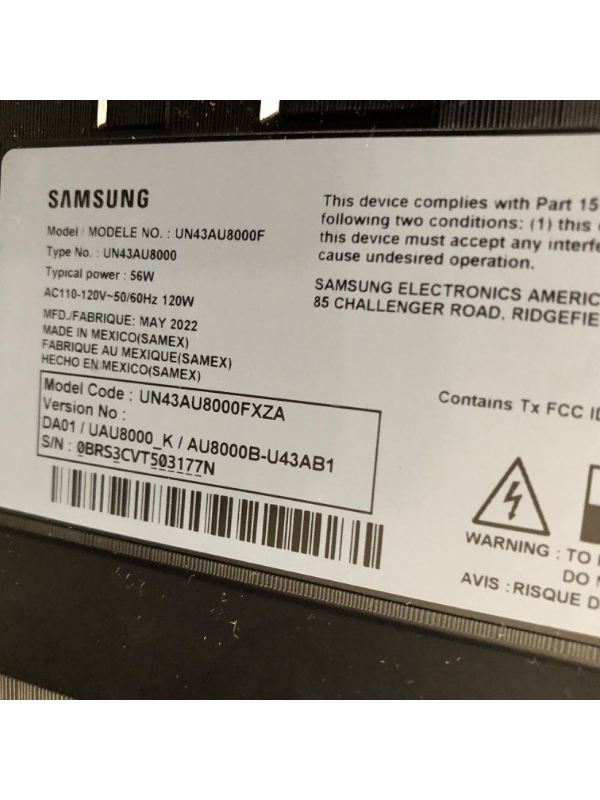 SAMSUNG
Model / MODELE NO. : UN43AU8000F
Type No. : UN43AU8000
Typical power : 56W
AC110-120V~50/60Hz 120W
MFD./FABRIQUE: MAY 2022
MADE IN MEXICO(SAMEX)
FABRIQUE AU MEXIQUE(SAMEX)
HECHO EN MEXICO(SAMEX)
Model Code : UN43AU8000FXZA
Version No :
DA01 / UAU8000_K / AU8000B-U43AB1
S/N : 0BRS3CVT503177N
This device complies with Part 15
following two conditions: (1) this
this device must accept any interfe
cause undesired operation.
SAMSUNG ELECTRONICS AMERIC
85 CHALLENGER ROAD, RIDGEFIE
Contains Tx FCC ID
WARNING : TO
DO N
AVIS : RISQUE D